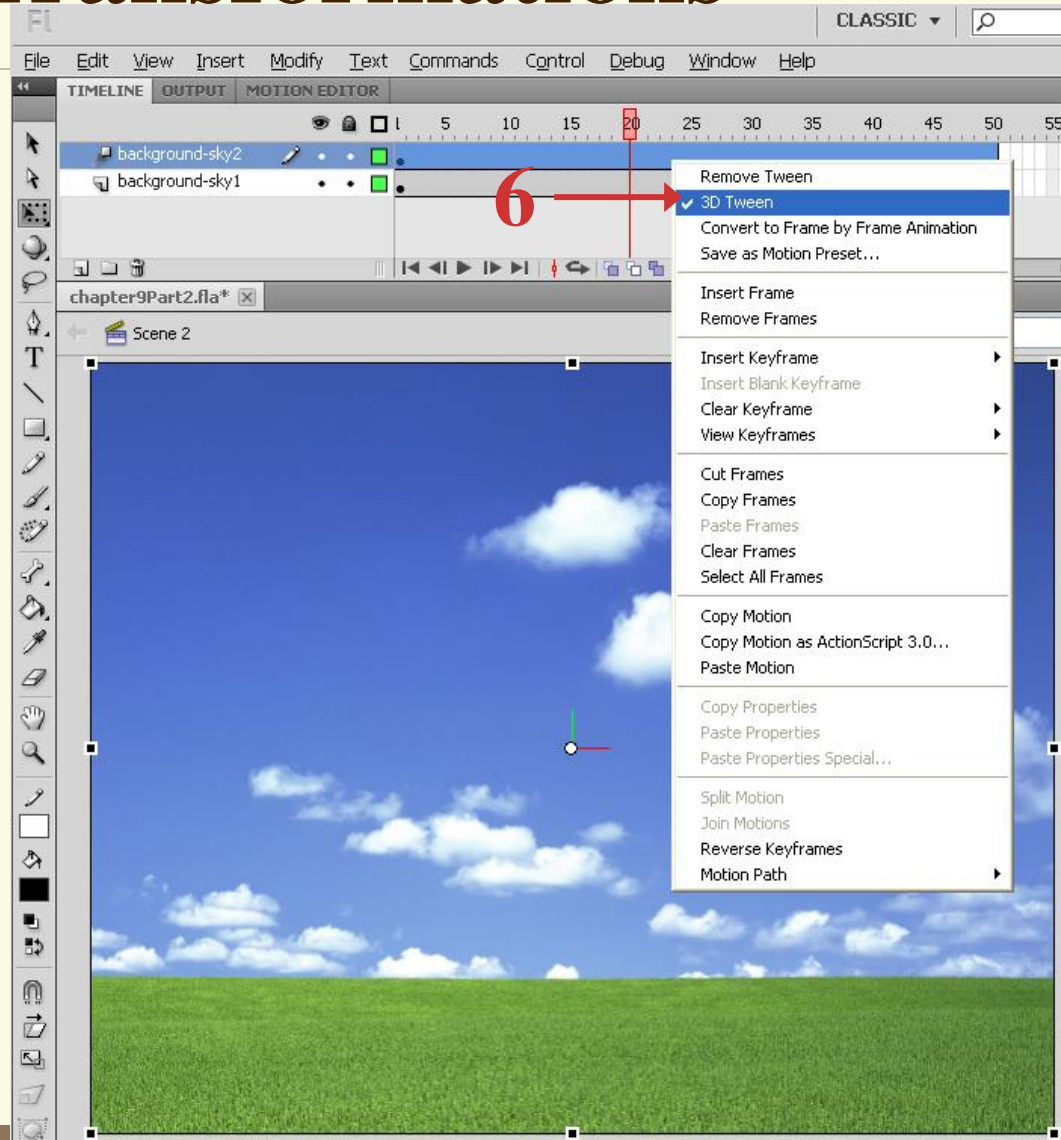 Transformations
Fl
CLASSIC
File Edit View Insert Modify Text Commands Control Debug Window Help
TIMELINE OUTPUT MOTION EDITOR
1 5 10 15 20 25 30 35 40 45 50 55
background-sky2
background-sky1
6
chapter9Part2.fla*
Scene 2
T
Remove Tween
3D Tween
Convert to Frame by Frame Animation
Save as Motion Preset...
Insert Frame
Remove Frames
Insert Keyframe
Insert Blank Keyframe
Clear Keyframe
View Keyframes
Cut Frames
Copy Frames
Paste Frames
Clear Frames
Select All Frames
Copy Motion
Copy Motion as ActionScript 3.0...
Paste Motion
Copy Properties
Paste Properties
Paste Properties Special...
Split Motion
Join Motions
Reverse Keyframes
Motion Path